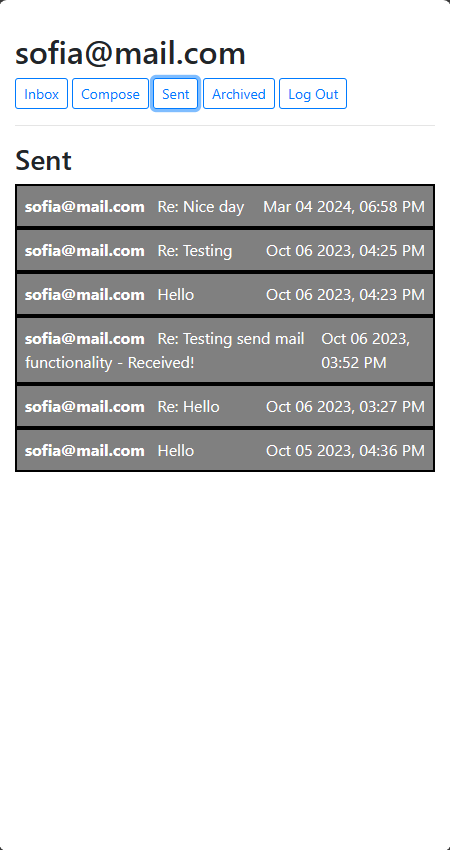 sofia@mail.com
Inbox Compose Sent Archived Log Out
Sent
sofia@mail.com Re: Nice day Mar 04 2024, 06:58 PM
sofia@mail.com Re: Testing Oct 06 2023, 04:25 PM
sofia@mail.com Hello Oct 06 2023, 04:23 PM
sofia@mail.com Re: Testing send mail Oct 06 2023,
functionality - Received! 03:52 PM
sofia@mail.com Re: Hello Oct 06 2023, 03:27 PM
sofia@mail.com Hello Oct 05 2023, 04:36 PM